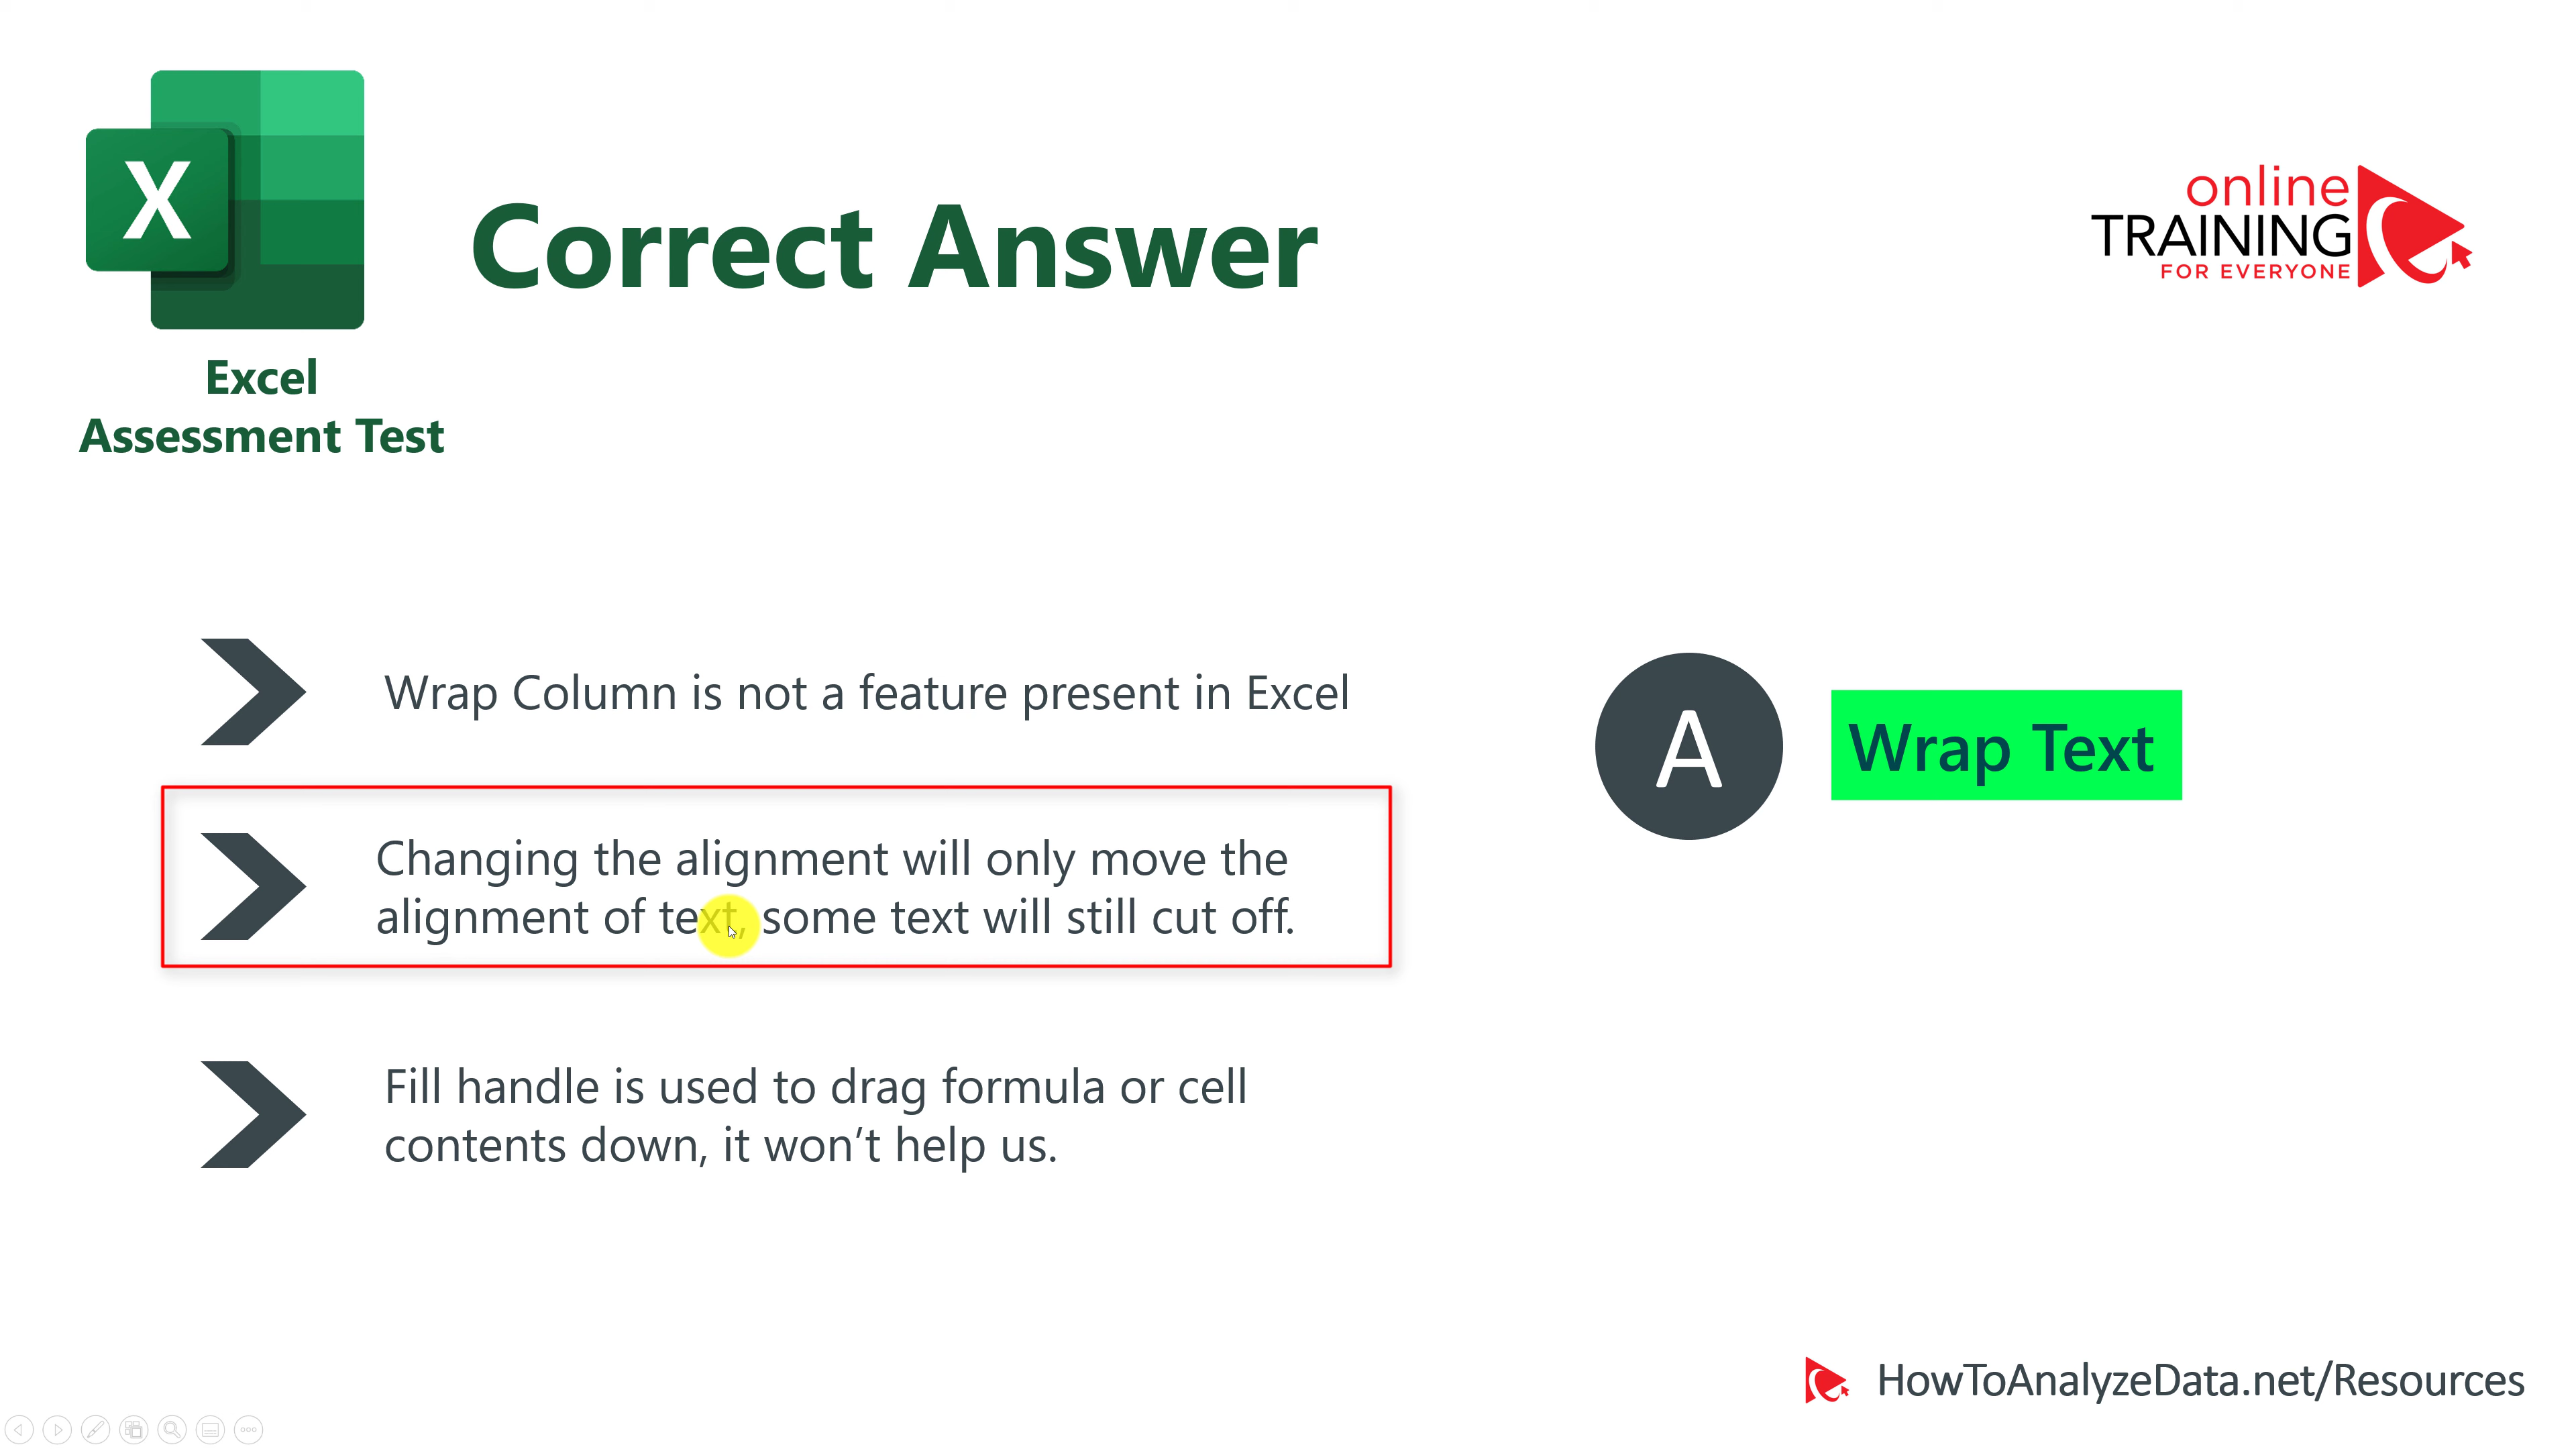 X
Excel
Assessment Test
Correct Answer
online
TRAINING
FOR EVERYONE
Wrap Column is not a feature present in Excel
Changing the alignment will only move the
alignment of text, some text will still cut off.
Fill handle is used to drag formula or cell
contents down, it won’t help us.
A
Wrap Text
HowToAnalyzeData.net/Resources